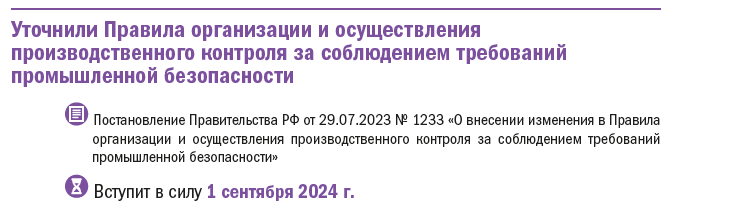 Уточнили Правила организации и осуществления
производственного контроля за соблюдением требований
промышленной безопасности
Постановление Правительства РФ от 29.07.2023 № 1233 «О внесении изменения в Правила
организации и осуществления производственного контроля за соблюдением требований
промышленной безопасности»
Вступит в силу 1 сентября 2024 г.